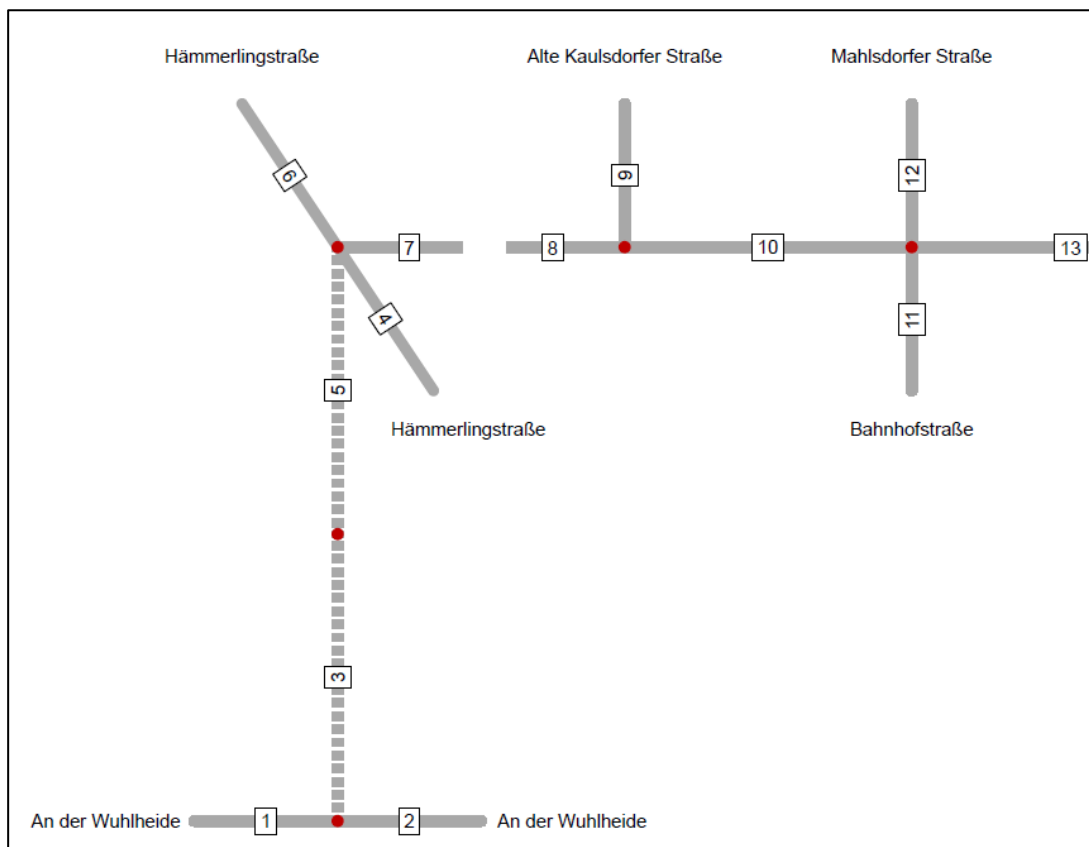 Hämmerlingstraße
Alte Kaulsdorfer Straße
Mahlsdorfer Straße
6
9
12
7
8
10
13
4
11
5
Hämmerlingstraße
Bahnhofstraße
3
An der Wuhlheide
1
2
An der Wuhlheide